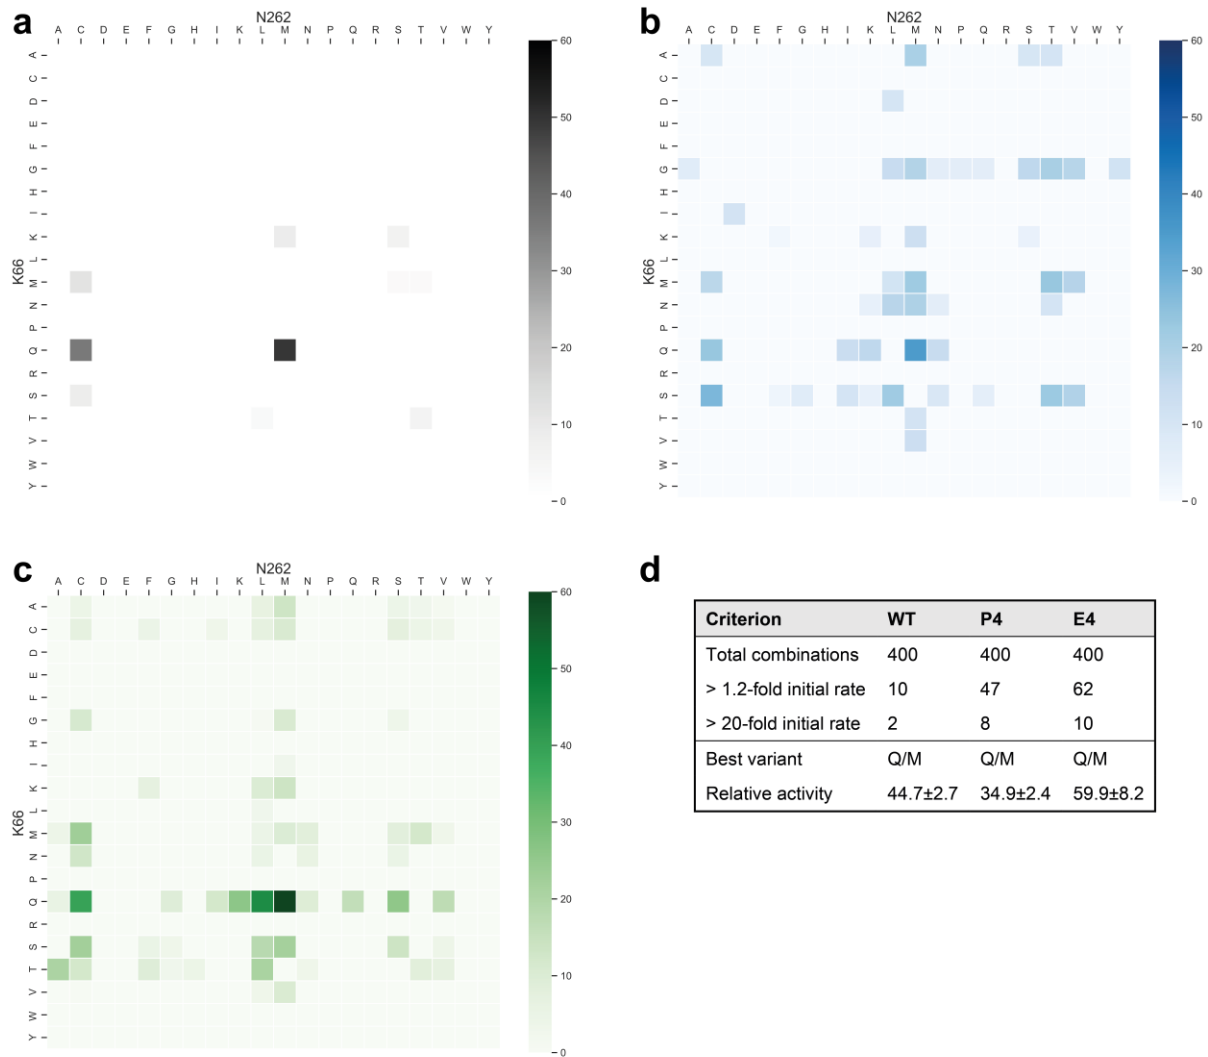 a
N262
A C D E F G H I K L M N P Q R S T V W Y
K66
A
C
D
E
F
G
H
I
K
L
M
N
P
Q
R
S
T
V
W
Y
60
50
40
30
20
10
0
b
N262
A C D E F G H I K L M N P Q R S T V W Y
K66
A
C
D
E
F
G
H
I
K
L
M
N
P
Q
R
S
T
V
W
Y
60
50
40
30
20
10
0
c
N262
A C D E F G H I K L M N P Q R S T V W Y
K66
A
C
D
E
F
G
H
I
K
L
M
N
P
Q
R
S
T
V
W
Y
60
50
40
30
20
10
0
d
Criterion WT P4 E4
Total combinations 400 400 400
> 1.2-fold initial rate 10 47 62
> 20-fold initial rate 2 8 10
Best variant Q/M Q/M Q/M
Relative activity 44.7±2.7 34.9±2.4 59.9±8.2